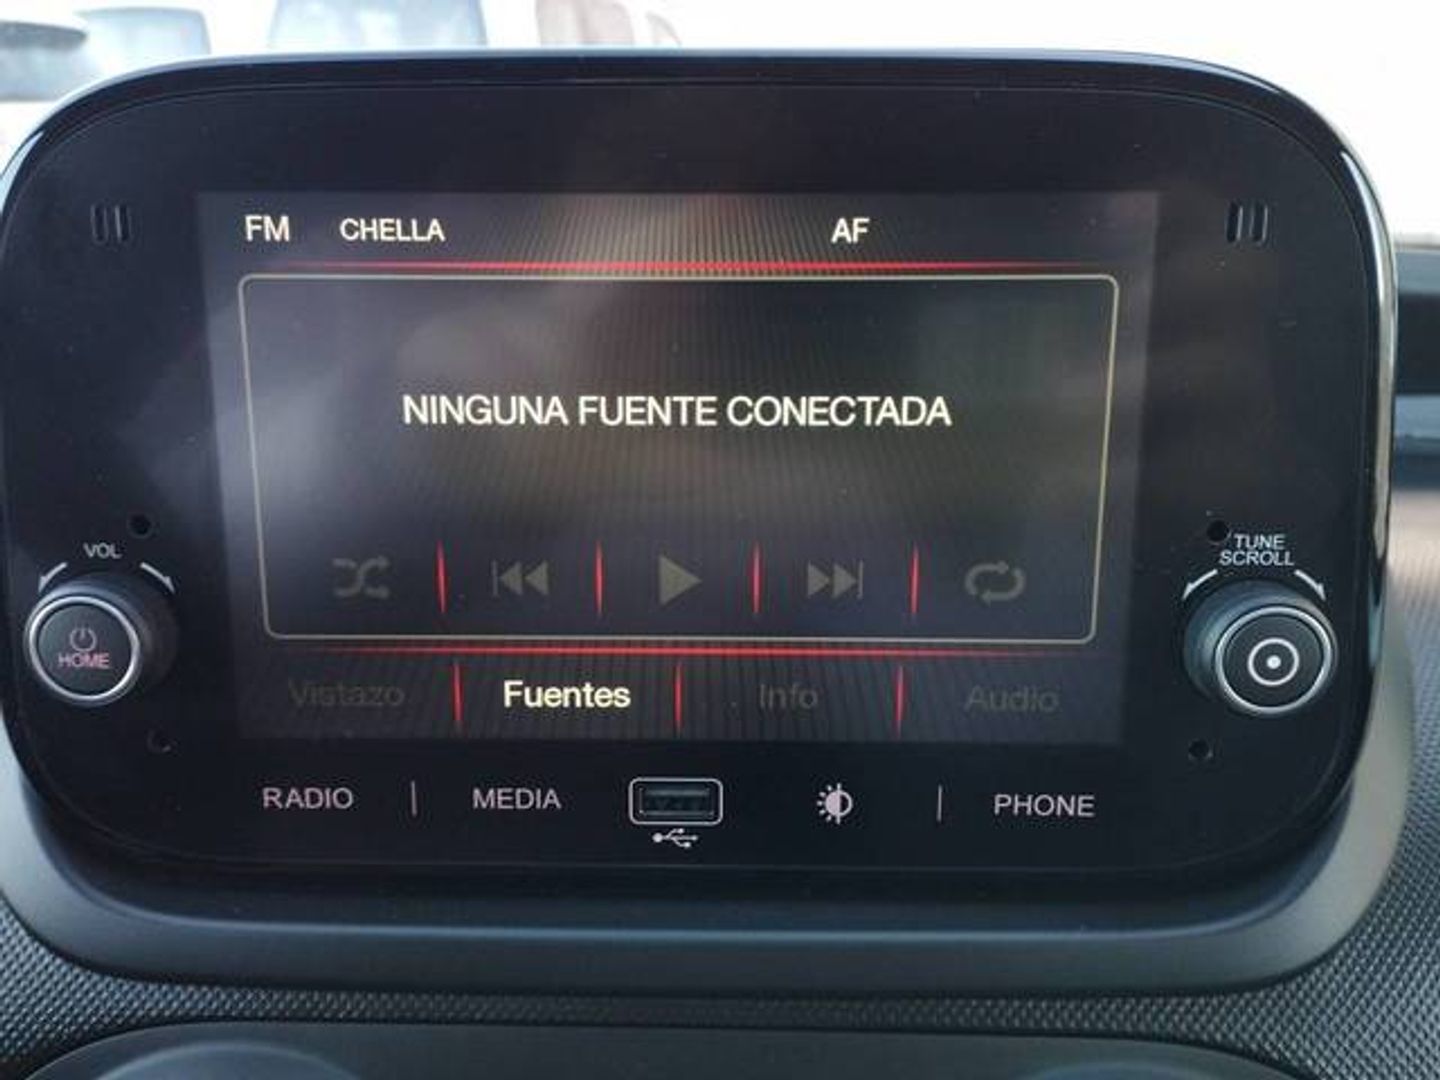 FM CHELLA AF
NINGUNA FUENTE CONECTADA
VOL
HOME
TUNE
SCROLL
Vistazo Fuentes Info Audio
RADIO MEDIA PHONE